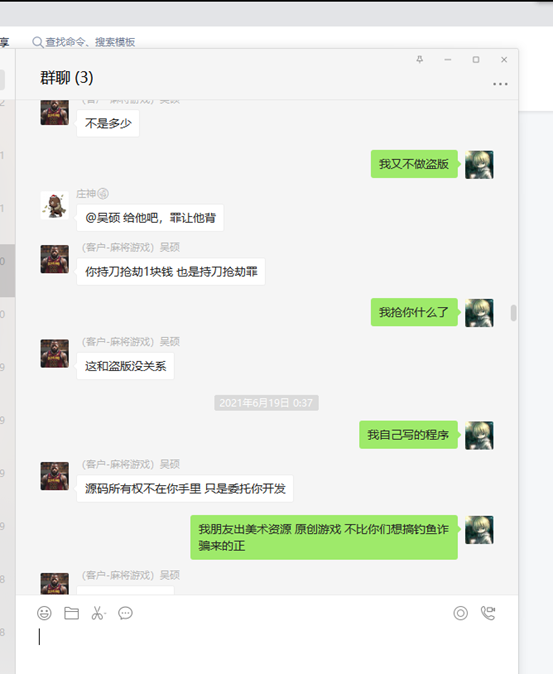 享
查找命令、搜索模板
群聊 (3)
(客户-麻将游戏）吴硕
不是多少
我又不做盗版
庄神
@吴硕 给他吧，罪让他背
（客户-麻将游戏）吴硕
你持刀抢劫1块钱 也是持刀抢劫罪
我抢你什么了
（客户-麻将游戏）吴硕
这和盗版没关系
2021年6月19日 0:37
我自己写的程序
（客户-麻将游戏）吴硕
源码所有权不在你手里 只是委托你开发
我朋友出美术资源 原创游戏 不比你们想搞钓鱼诈
骗来的正
（客户-麻将游戏）吴硕